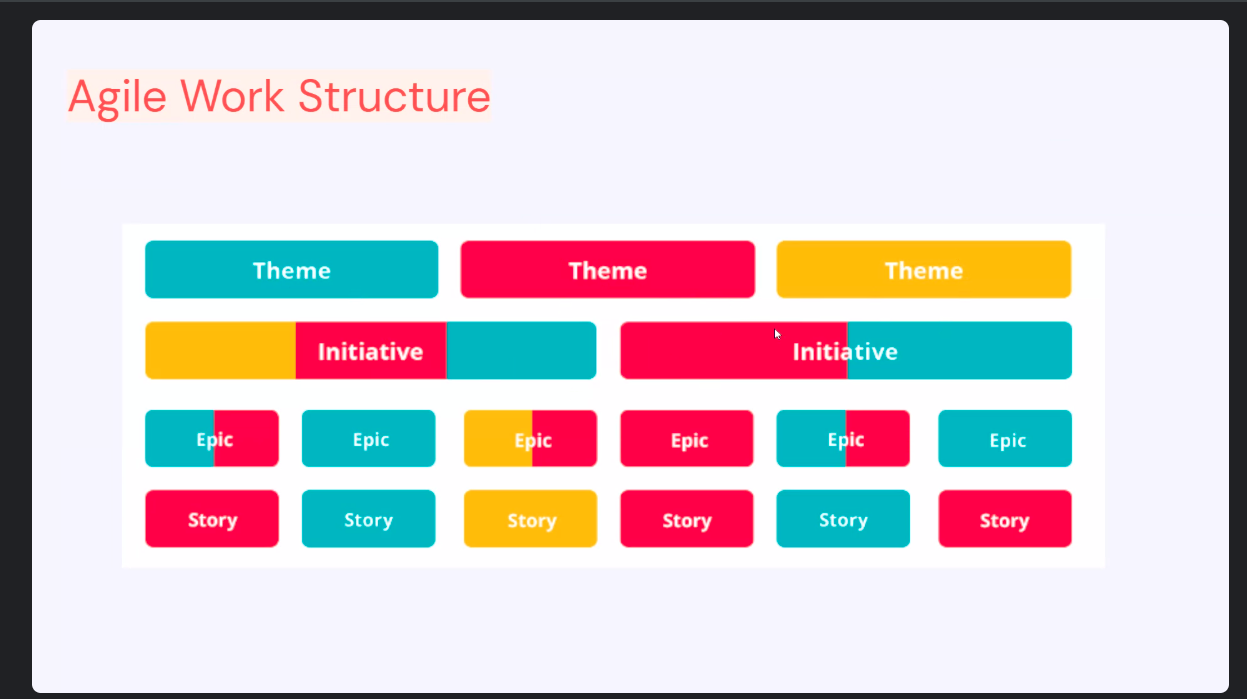 Agile Work Structure
Theme Theme Theme
Initiative Initiative
Epic Epic Epic Epic Epic Epic
Story Story Story Story Story Story